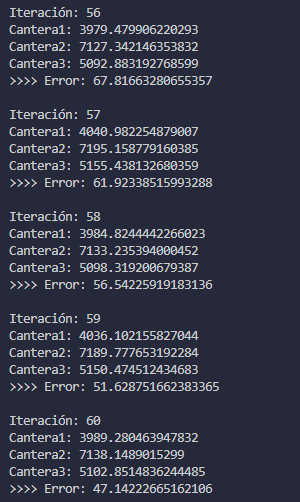 Iteración: 56
Cantera1: 3979.479906220293
Cantera2: 7127.342146353832
Cantera3: 5092.883192768599
>>>> Error: 67.81663280655357
Iteración: 57
Cantera1: 4040.982254879007
Cantera2: 7195.158779160385
Cantera3: 5155.438132680359
>>>> Error: 61.92338515993288
Iteración: 58
Cantera1: 3984.8244442266023
Cantera2: 7133.235394000452
Cantera3: 5098.319200679387
>>>> Error: 56.54225919183136
Iteración: 59
Cantera1: 4036.102155827044
Cantera2: 7189.777653192284
Cantera3: 5150.474512434683
>>>> Error: 51.628751662383365
Iteración: 60
Cantera1: 3989.280463947832
Cantera2: 7138.1489015299
Cantera3: 5102.8514836244485
>>>> Error: 47.14222665162106